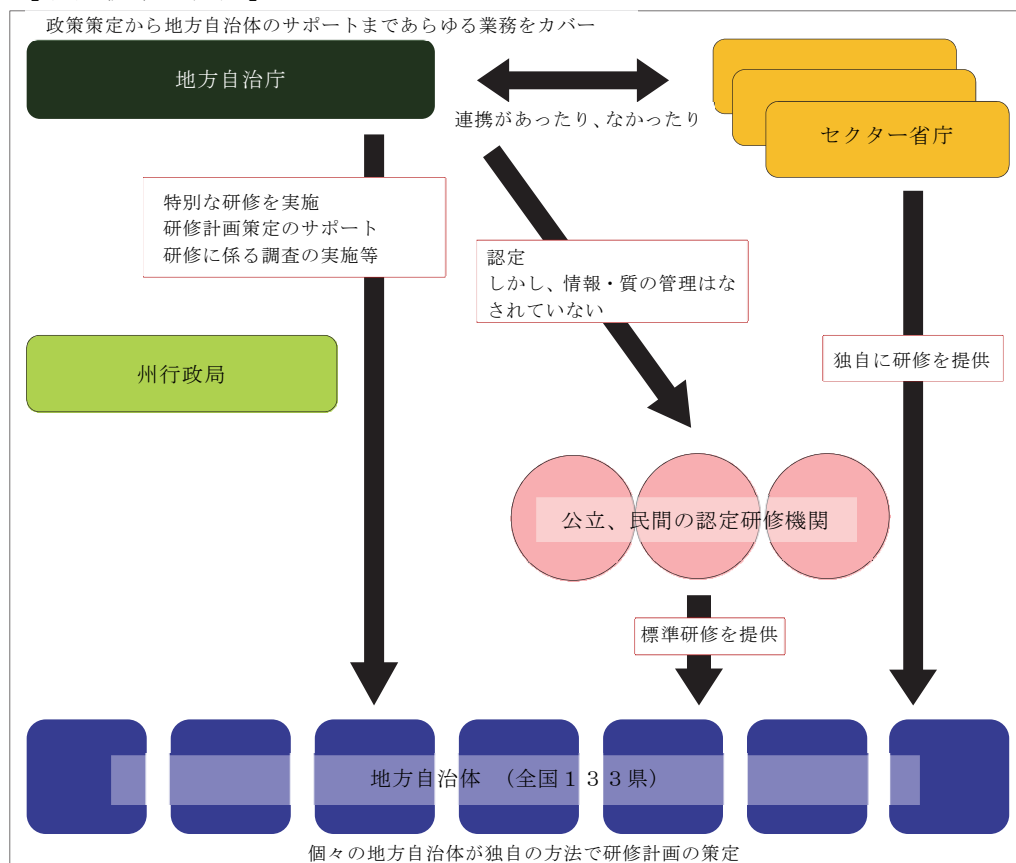 政策策定から地方自治体のサポートまであらゆる業務をカバー
地方自治庁
セクター省庁
連携があったり、なかったり
特別な研修を実施
研修計画策定のサポート
研修に係る調査の実施等
認定
しかし、情報・質の管理はな
されていない
州行政局
独自に研修を提供
公立、民間の認定研修機関
標準研修を提供
地方自治体　（全国１３３県）
個々の地方自治体が独自の方法で研修計画の策定